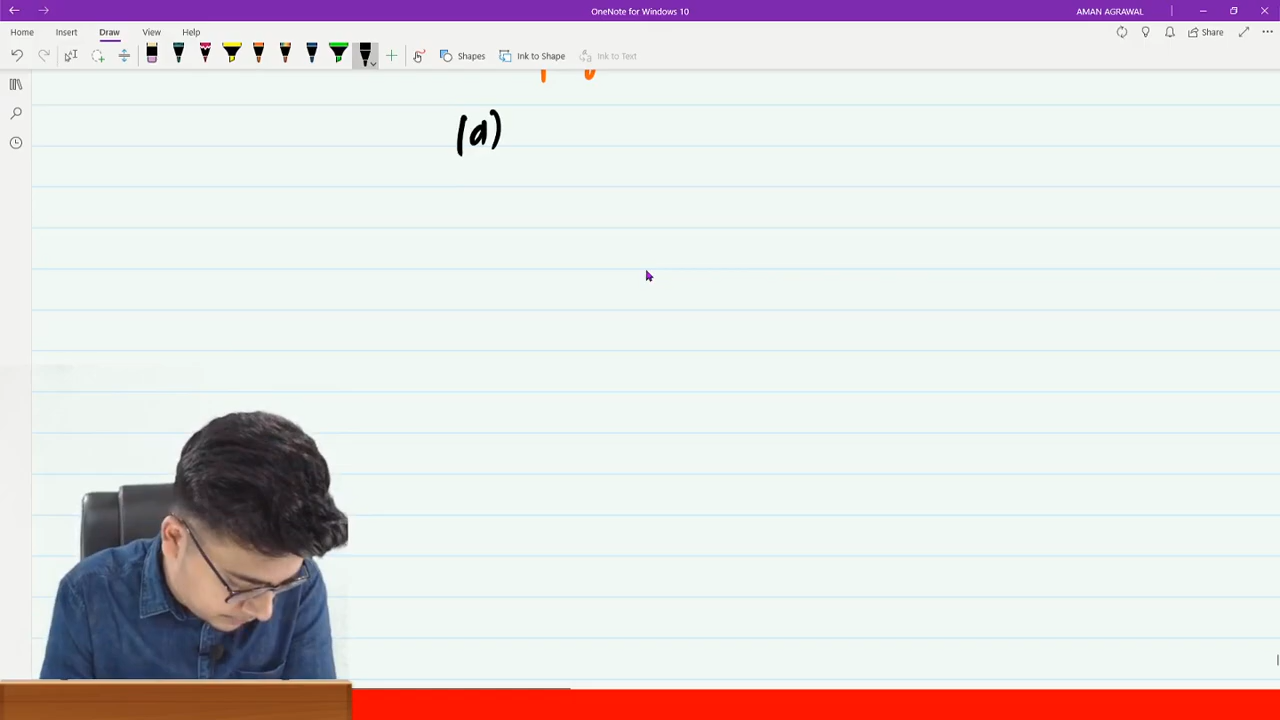 OneNote for Windows 10
AMAN AGRAWAL
Home Insert Draw View Help
Share
Shapes Ink to Shape Ink to Text
(a)